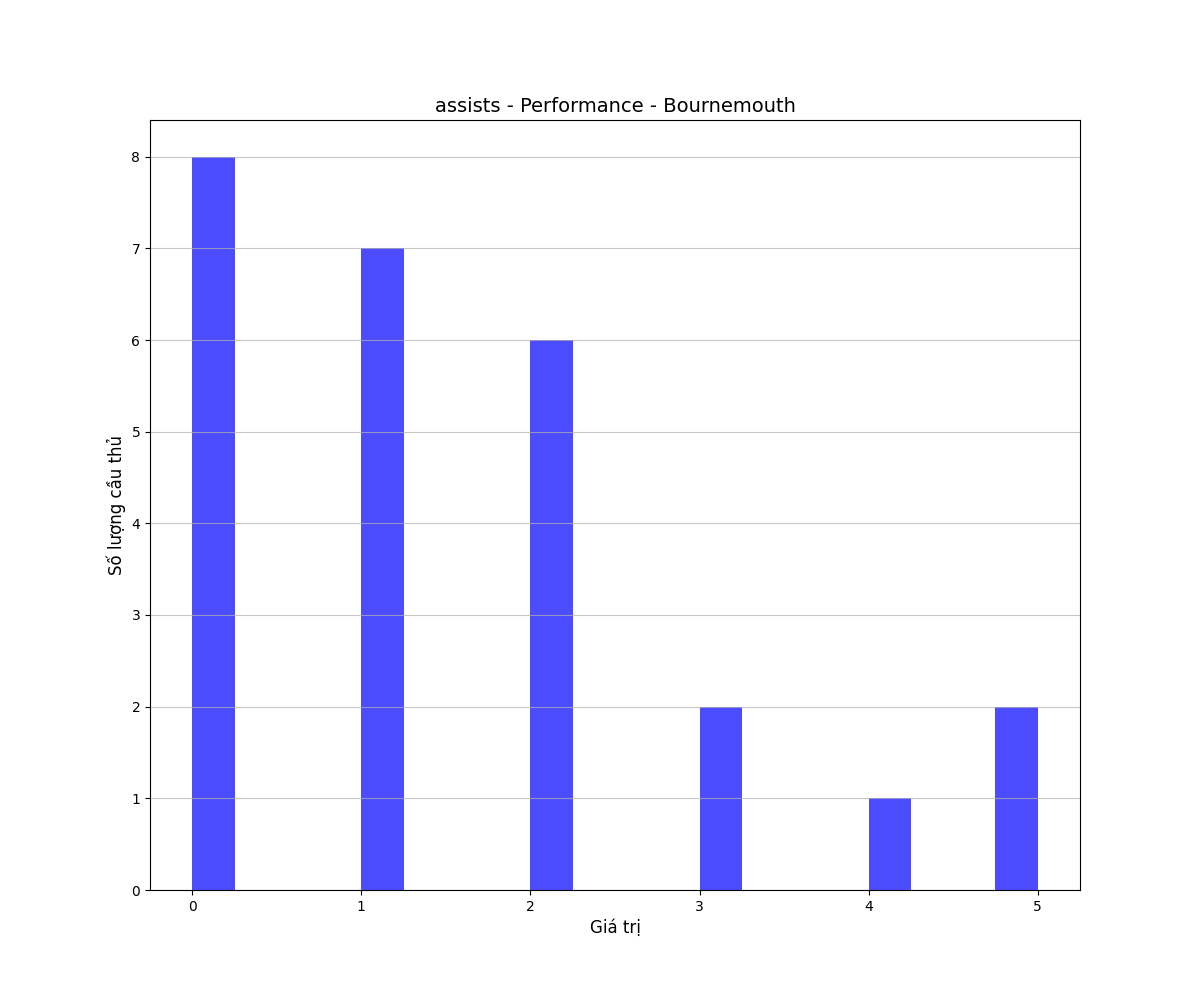 assists - Performance - Bournemouth
8
7
6
5
4
3
2
1
0
Số lượng cầu thủ
0 1 2 3 4 5
Giá trị